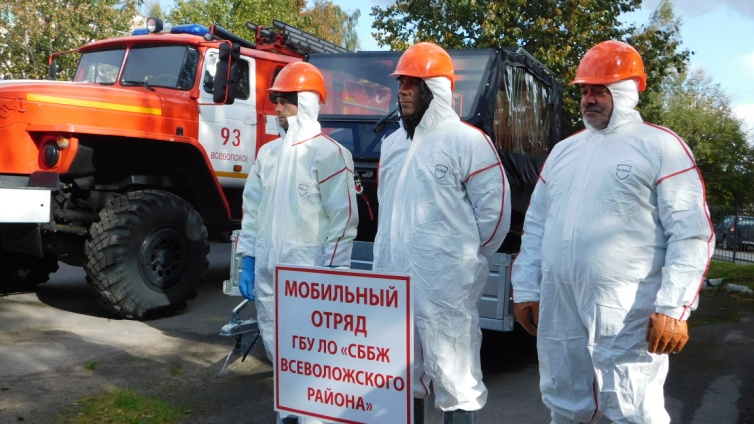 93
ВСЕВОЛОЖСК
МОБИЛЬНЫЙ
ОТРЯД
ГБУ ЛО «СББЖ
ВСЕВОЛОЖСКОГО
РАЙОНА»